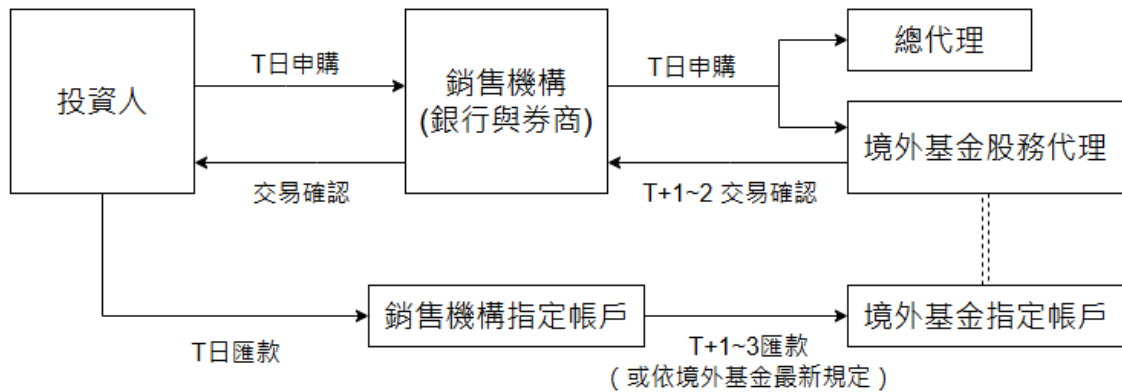 T日申購
T日申購
總代理
投資人
銷售機構
(銀行與券商)
境外基金股務代理
交易確認
T+1~2 交易確認
銷售機構指定帳戶
境外基金指定帳戶
T日匯款
T+1~3匯款
(或依境外基金最新規定)